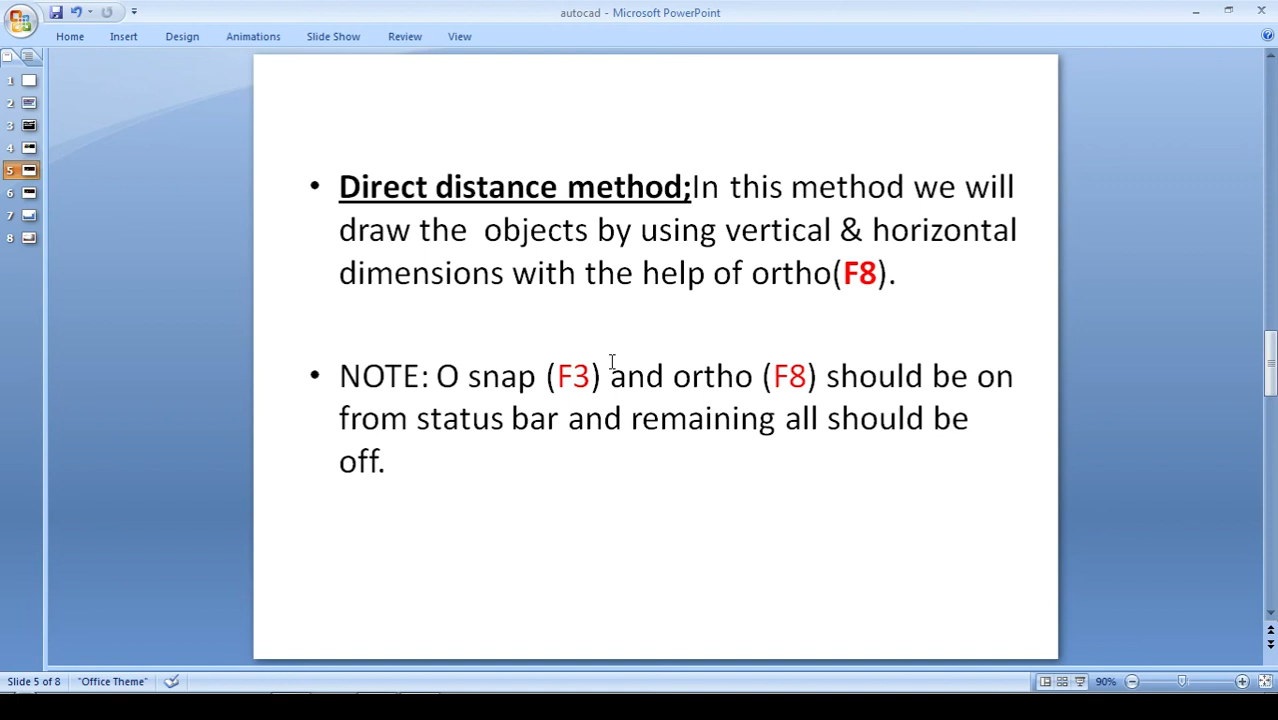 autocad - Microsoft PowerPoint
Home Insert Design Animations Slide Show Review View
1
2
3
4
5
6
7
8
• Direct distance method;In this method we will
draw the objects by using vertical & horizontal
dimensions with the help of ortho(F8).
• NOTE: O snap (F3) and ortho (F8) should be on
from status bar and remaining all should be
off.
Slide 5 of 8 "Office Theme" 90%